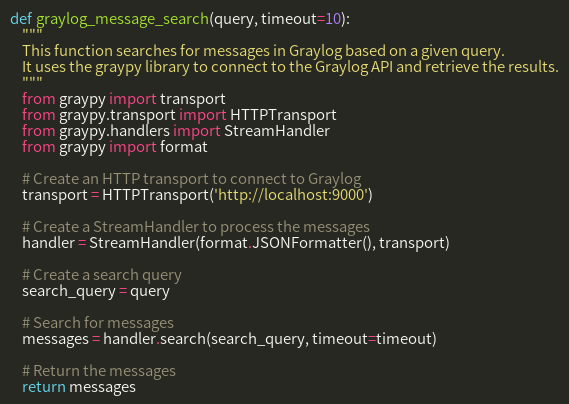 def graylog_message_search(query, timeout=10):
    """
    This function searches for messages in Graylog based on a given query.
    It uses the graypy library to connect to the Graylog API and retrieve the results.
    """
    from graypy import transport
    from graypy.transport import HTTPTransport
    from graypy.handlers import StreamHandler
    from graypy import format

    # Create an HTTP transport to connect to Graylog
    transport = HTTPTransport('http://localhost:9000')

    # Create a StreamHandler to process the messages
    handler = StreamHandler(format.JSONFormatter(), transport)

    # Create a search query
    search_query = query

    # Search for messages
    messages = handler.search(search_query, timeout=timeout)

    # Return the messages
    return messages